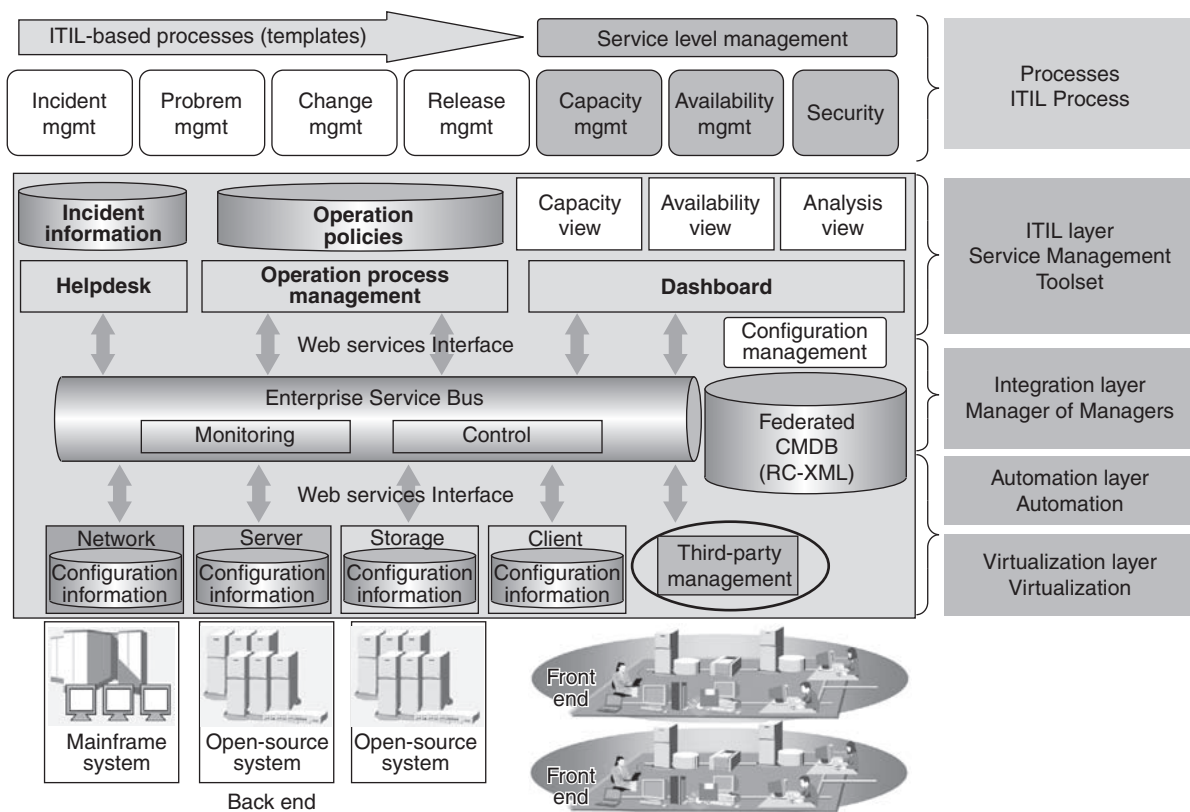 ITIL-based processes (templates)
Service level management
Incident
mgmt
Probrem
mgmt
Change
mgmt
Release
mgmt
Capacity
mgmt
Availability
mgmt
Security
Processes
ITIL Process
Incident
information
Operation
policies
Capacity
view
Availability
view
Analysis
view
Helpdesk
Operation process
management
Dashboard
ITIL layer
Service Management
Toolset
Web services Interface
Configuration
management
Enterprise Service Bus
Monitoring
Control
Federated
CMDB
(RC-XML)
Integration layer
Manager of Managers
Web services Interface
Automation layer
Automation
Network
Configuration
information
Server
Configuration
information
Storage
Configuration
information
Client
Configuration
information
Third-party
management
Virtualization layer
Virtualization
Mainframe
system
Open-source
system
Open-source
system
Back end
Front
end
Front
end